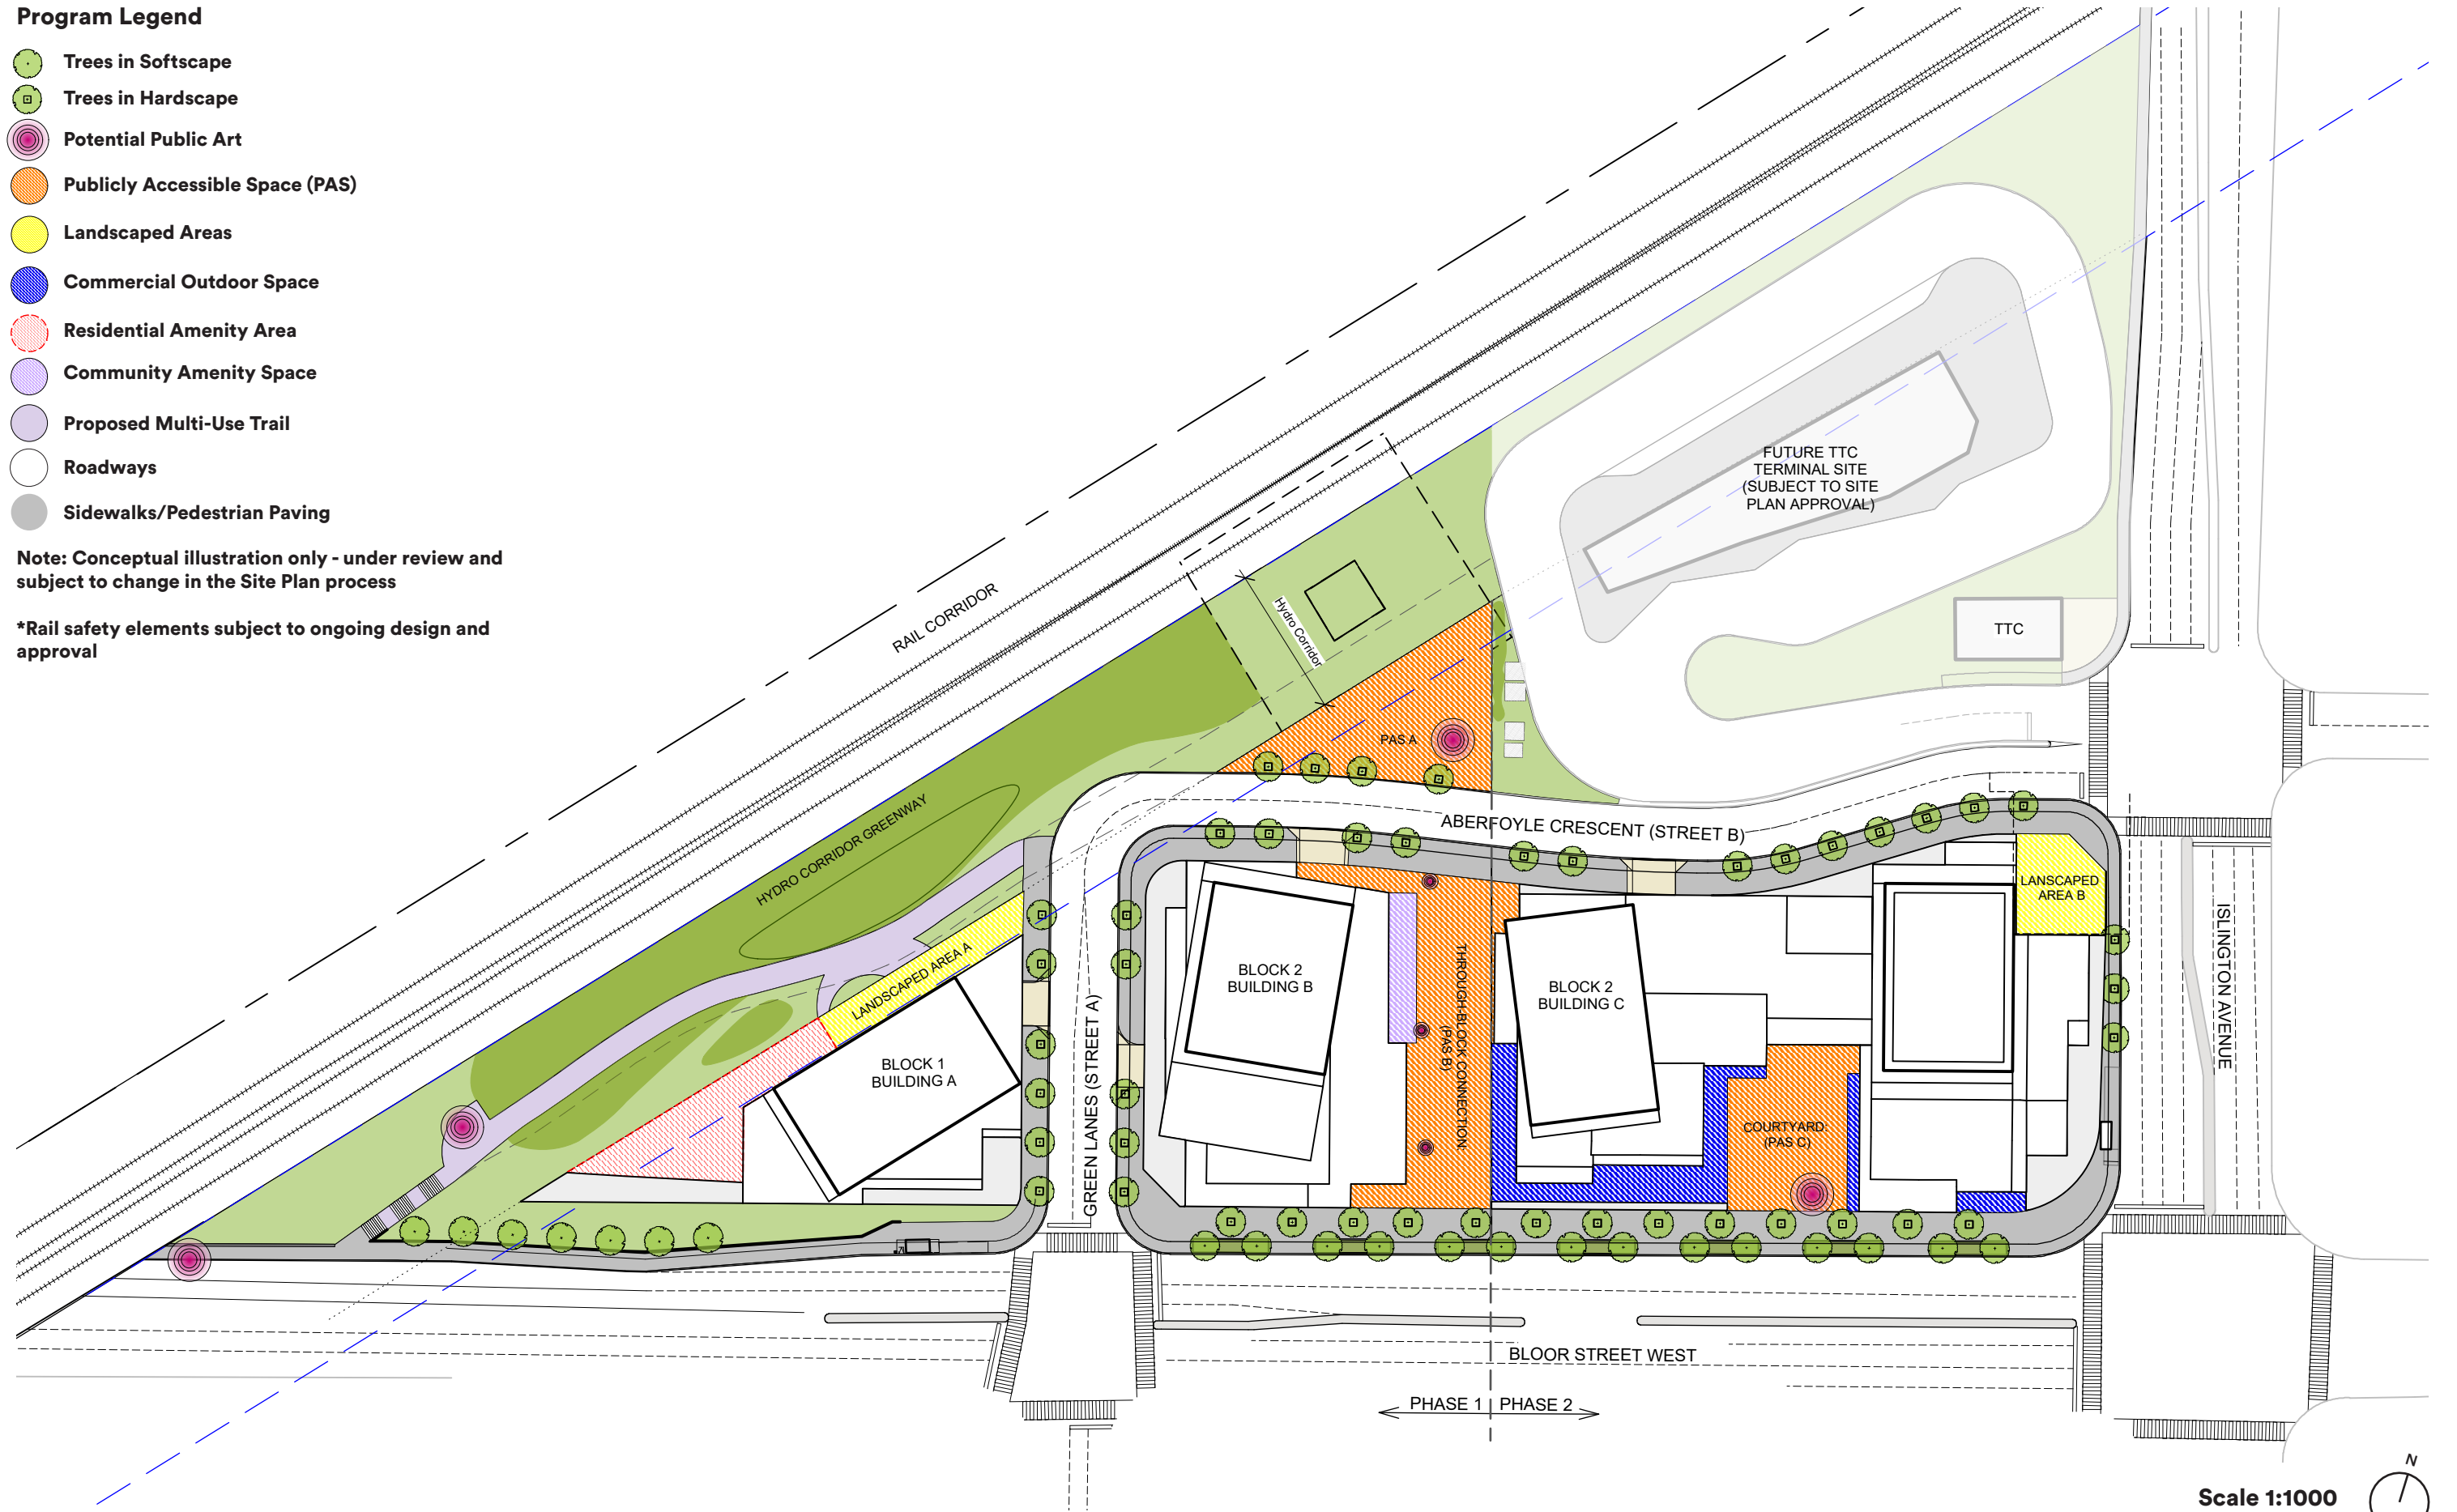 Program Legend
Trees in Softscape
Trees in Hardscape
Potential Public Art
Publicly Accessible Space (PAS)
Landscaped Areas
Commercial Outdoor Space
Residential Amenity Area
Community Amenity Space
Proposed Multi-Use Trail
Roadways
Sidewalks/Pedestrian Paving
Note: Conceptual illustration only - under review and
subject to change in the Site Plan process
*Rail safety elements subject to ongoing design and
approval
RAIL CORRIDOR
Hydro Corridor
FUTURE TTC
TERMINAL SITE
(SUBJECT TO SITE
PLAN APPROVAL)
TTC
PAS A
HYDRO CORRIDOR GREENWAY
ABERFOYLE CRESCENT (STREET B)
LANSCAPED
AREA B
LANDSCAPED AREA A
BLOCK 1
BUILDING A
GREEN LANES (STREET A)
BLOCK 2
BUILDING B
THROUGH-BLOCK CONNECTION:
(PAS B)
BLOCK 2
BUILDING C
COURTYARD:
(PAS C)
ISLINGTON AVENUE
BLOOR STREET WEST
PHASE 1
PHASE 2
N
Scale 1:1000